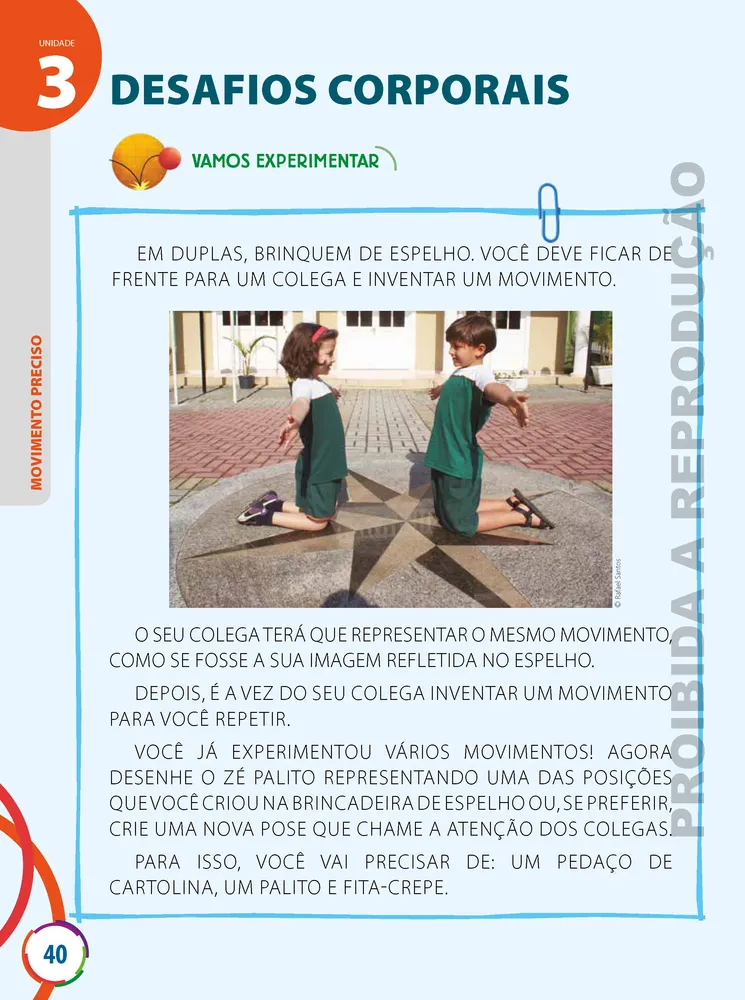 UNIDADE
3
DESAFIOS CORPORAIS
VAMOS EXPERIMENTAR
MOVIMENTO PRECISO
EM DUPLAS, BRINQUEM DE ESPELHO. VOCÊ DEVE FICAR DE
FRENTE PARA UM COLEGA E INVENTAR UM MOVIMENTO.
© Rafael Santos
O SEU COLEGA TERÁ QUE REPRESENTAR O MESMO MOVIMENTO,
COMO SE FOSSE A SUA IMAGEM REFLETIDA NO ESPELHO.
DEPOIS, É A VEZ DO SEU COLEGA INVENTAR UM MOVIMENTO
PARA VOCÊ REPETIR.
VOCÊ JÁ EXPERIMENTOU VÁRIOS MOVIMENTOS! AGORA
DESENHE O ZÉ PALITO REPRESENTANDO UMA DAS POSIÇÕES
QUE VOCÊ CRIOU NA BRINCADEIRA DE ESPELHO OU, SE PREFERIR,
CRIE UMA NOVA POSE QUE CHAME A ATENÇÃO DOS COLEGAS.
PARA ISSO, VOCÊ VAI PRECISAR DE: UM PEDAÇO DE
CARTOLINA, UM PALITO E FITA-CREPE.
PROIBIDA A REPRODUÇÃO
40